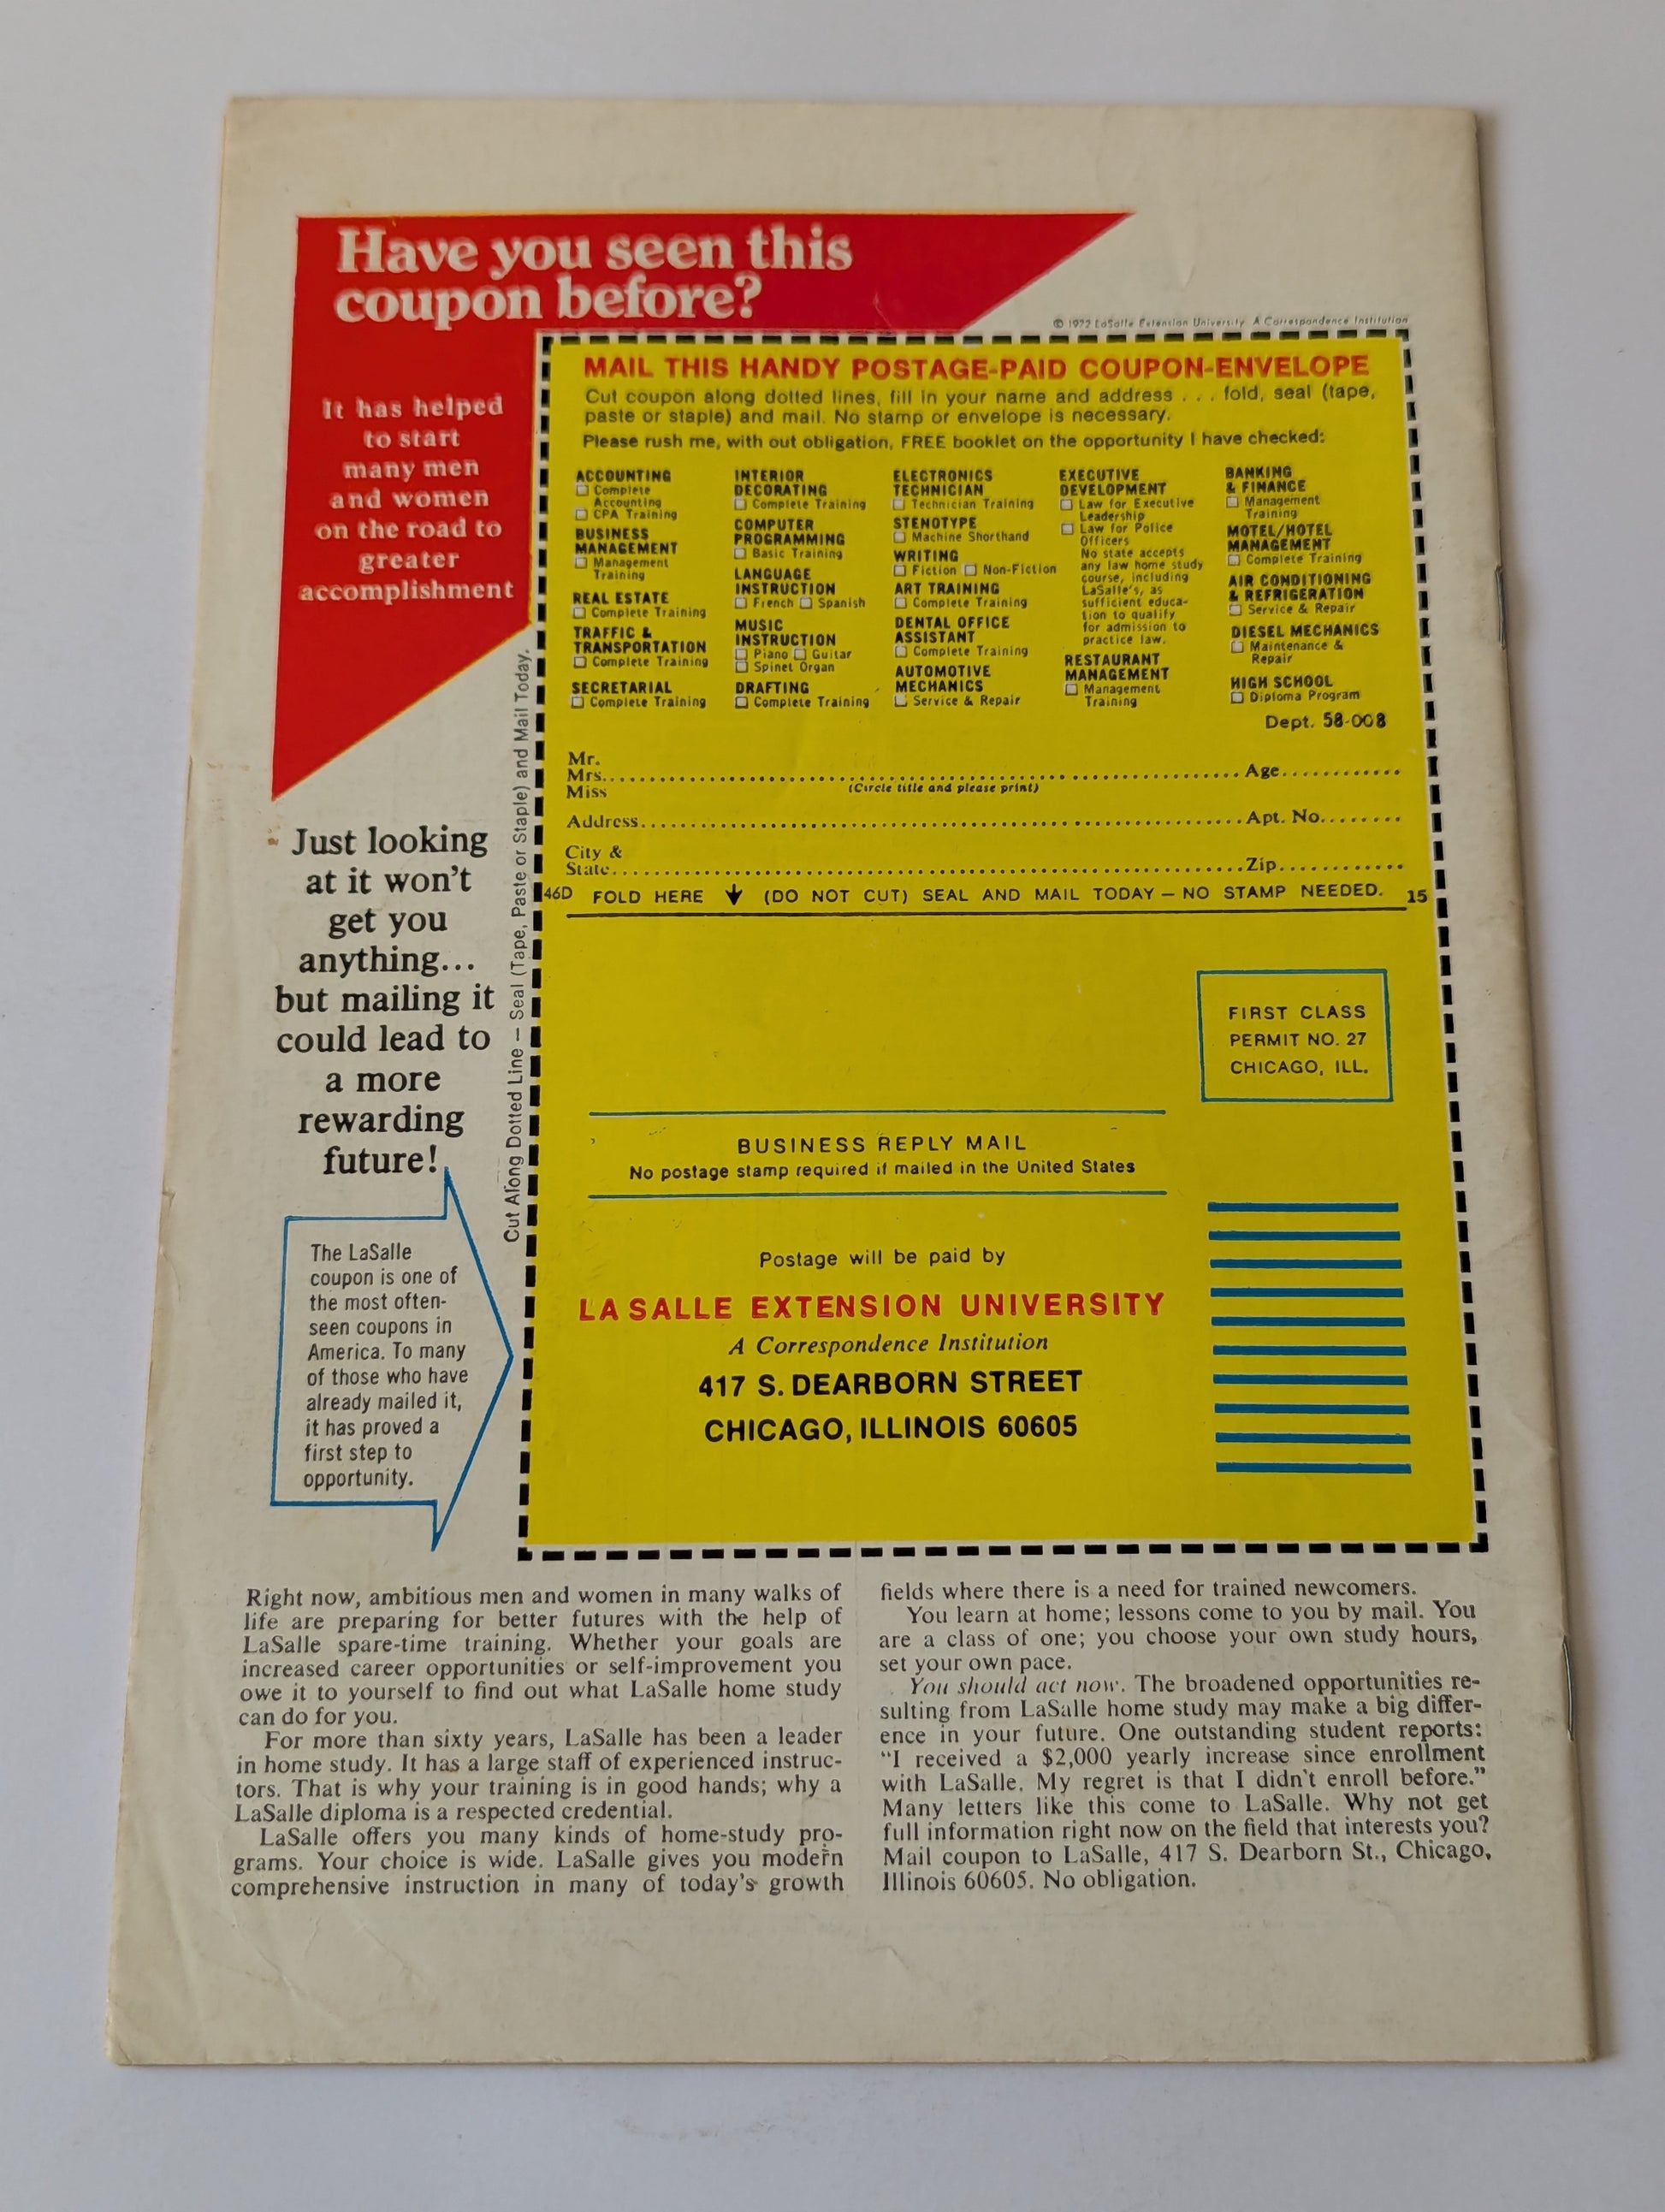 Have you seen this
coupon before?
It has helped
to start
many men
and women
on the road to
greater
accomplishment
© 1972 LaSalle Extension University A Correspondence Institution
MAIL THIS HANDY POSTAGE-PAID COUPON-ENVELOPE
Cut coupon along dotted lines, fill in your name and address . . . fold, seal (tape,
paste or staple) and mail. No stamp or envelope is necessary.
Please rush me, with out obligation, FREE booklet on the opportunity I have checked:
ACCOUNTING
Complete
Accounting
CPA Training
BUSINESS
MANAGEMENT
Management
Training
REAL ESTATE
Complete Training
TRAFFIC &
TRANSPORTATION
Complete Training
SECRETARIAL
Complete Training
INTERIOR
DECORATING
Complete Training
COMPUTER
PROGRAMMING
Basic Training
LANGUAGE
INSTRUCTION
French Spanish
MUSIC
INSTRUCTION
Piano Guitar
Spinet Organ
DRAFTING
Complete Training
ELECTRONICS
TECHNICIAN
Technician Training
STENOTYPE
Machine Shorthand
WRITING
Fiction Non-Fiction
ART TRAINING
Complete Training
DENTAL OFFICE
ASSISTANT
Complete Training
AUTOMOTIVE
MECHANICS
Service & Repair
EXECUTIVE
DEVELOPMENT
Law for Executive
Leadership
Law for Police
Officers
No state accepts
any law home study
course, including
LaSalle's, as
sufficient educa-
tion to qualify
for admission to
practice law.
RESTAURANT
MANAGEMENT
Management
Training
BANKING
& FINANCE
Management
Training
MOTEL/HOTEL
MANAGEMENT
Complete Training
AIR CONDITIONING
& REFRIGERATION
Service & Repair
DIESEL MECHANICS
Maintenance &
Repair
HIGH SCHOOL
Diploma Program
Dept. 58-008
Mr.
Mrs. Age
Miss (Circle title and please print)
Address Apt. No.
City &
State Zip
46D FOLD HERE (DO NOT CUT) SEAL AND MAIL TODAY — NO STAMP NEEDED. 15
Cut Along Dotted Line — Seal (Tape, Paste or Staple) and Mail Today.
Just looking
at it won't
get you
anything...
but mailing it
could lead to
a more
rewarding
future!
FIRST CLASS
PERMIT NO. 27
CHICAGO, ILL.
BUSINESS REPLY MAIL
No postage stamp required if mailed in the United States
Postage will be paid by
LA SALLE EXTENSION UNIVERSITY
A Correspondence Institution
417 S. DEARBORN STREET
CHICAGO, ILLINOIS 60605
The LaSalle
coupon is one of
the most often-
seen coupons in
America. To many
of those who have
already mailed it,
it has proved a
first step to
opportunity.
Right now, ambitious men and women in many walks of
life are preparing for better futures with the help of
LaSalle spare-time training. Whether your goals are
increased career opportunities or self-improvement you
owe it to yourself to find out what LaSalle home study
can do for you.
For more than sixty years, LaSalle has been a leader
in home study. It has a large staff of experienced instruc-
tors. That is why your training is in good hands; why a
LaSalle diploma is a respected credential.
LaSalle offers you many kinds of home-study pro-
grams. Your choice is wide. LaSalle gives you modern
comprehensive instruction in many of today's growth
fields where there is a need for trained newcomers.
You learn at home; lessons come to you by mail. You
are a class of one; you choose your own study hours,
set your own pace.
You should act now. The broadened opportunities re-
sulting from LaSalle home study may make a big differ-
ence in your future. One outstanding student reports:
"I received a $2,000 yearly increase since enrollment
with LaSalle. My regret is that I didn't enroll before."
Many letters like this come to LaSalle. Why not get
full information right now on the field that interests you?
Mail coupon to LaSalle, 417 S. Dearborn St., Chicago,
Illinois 60605. No obligation.